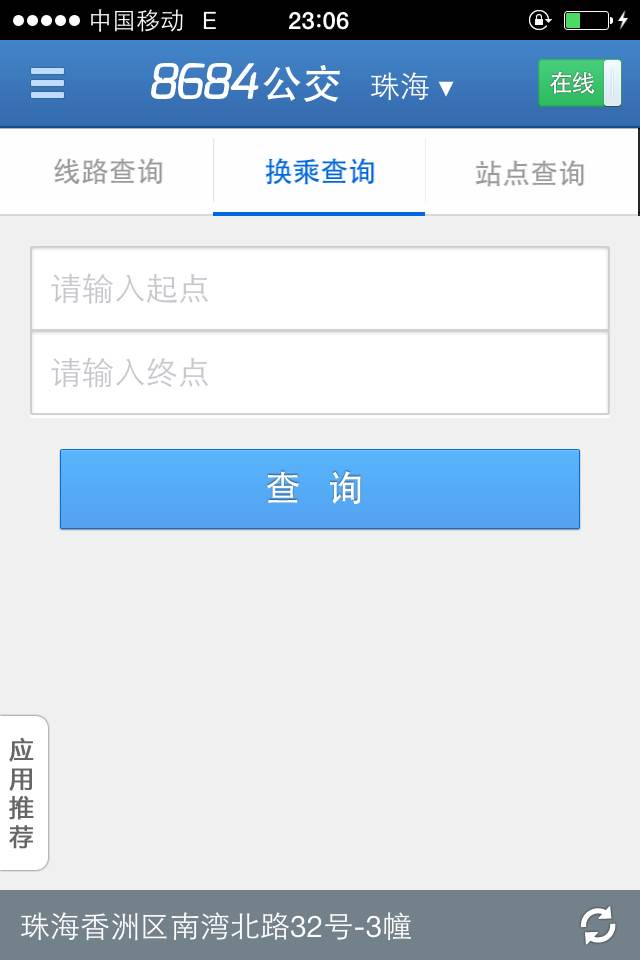 中国移动 E 23:06
8684公交 珠海▼ 在线
线路查询 换乘查询 站点查询
请输入起点
请输入终点
查 询
应用推荐
珠海香洲区南湾北路32号-3幢